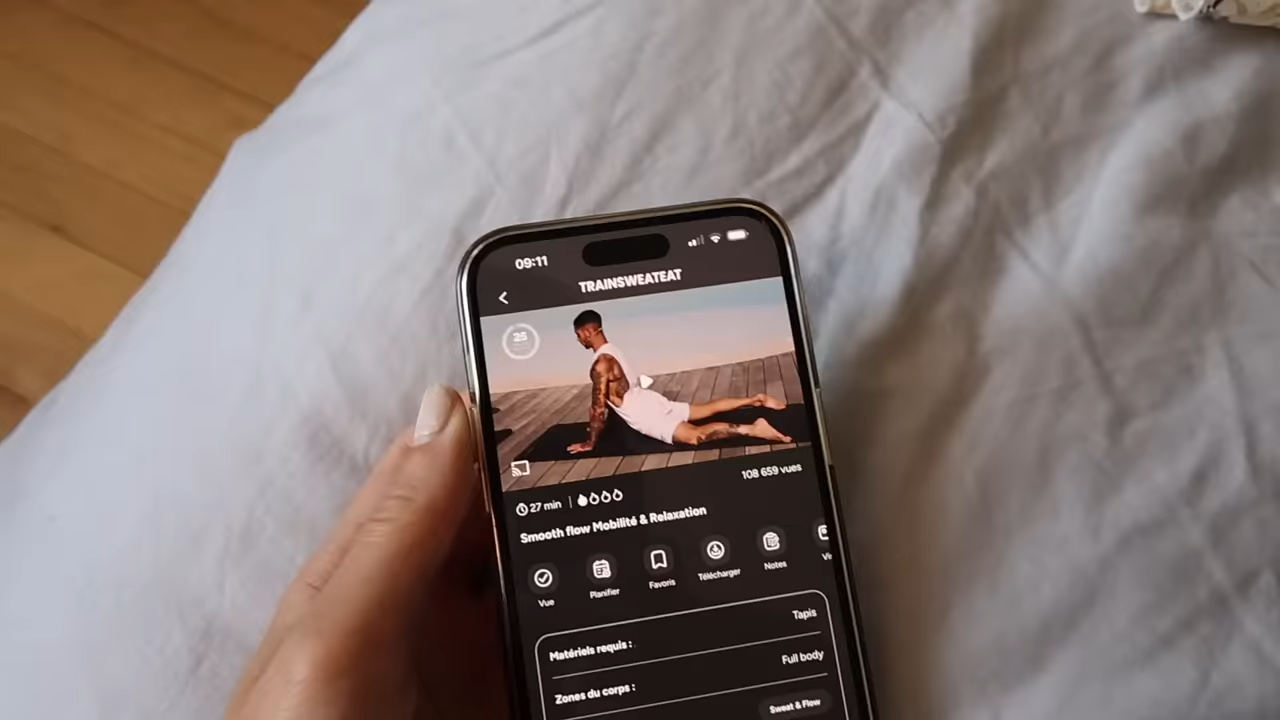 09:11
TRAINSWEATEAT
25
27 min
108 659 vues
Smooth flow Mobilité & Relaxation
Vue
Planifier
Favoris
Télécharger
Notes
Matériels requis :
Tapis
Zones du corps :
Full body
Sweat & Flow